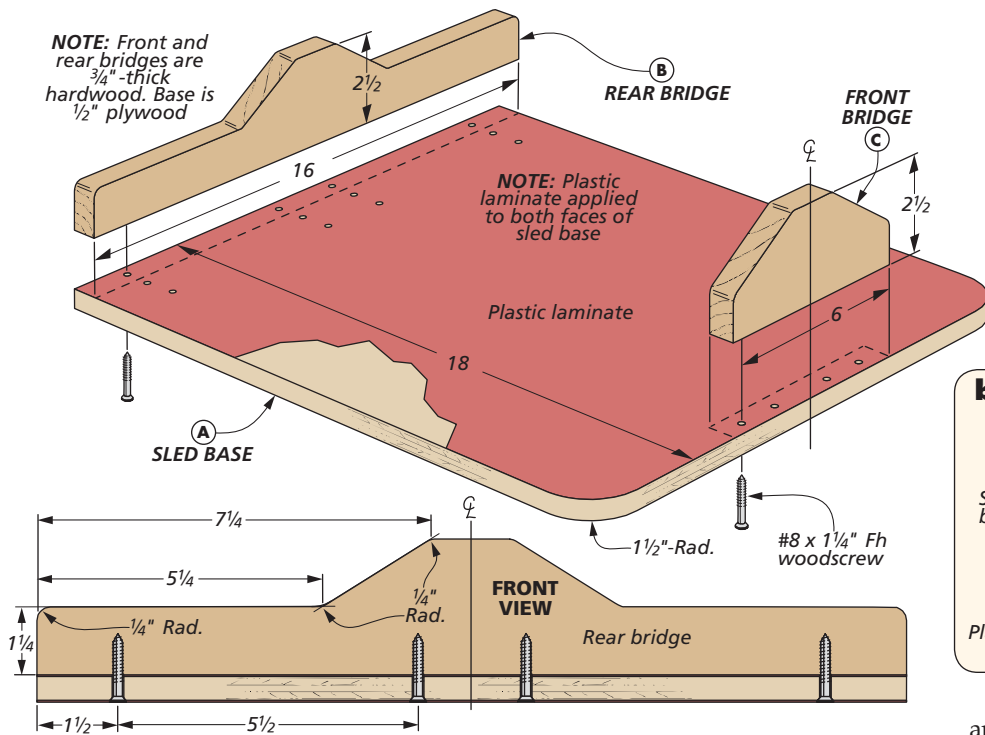 NOTE: Front and
rear bridges are
3⁄4"-thick
hardwood. Base is
1⁄2" plywood
2 1⁄2
B
REAR BRIDGE
FRONT
BRIDGE
C
℄
2 1⁄2
16
NOTE: Plastic
laminate applied
to both faces of
sled base
Plastic laminate
6
18
A
SLED BASE
1 1⁄2"-Rad.
#8 x 1 1⁄4" Fh
woodscrew
℄
7 1⁄4
5 1⁄4
1⁄4"
Rad.
FRONT
VIEW
1⁄4" Rad.
Rear bridge
1 1⁄4
1 1⁄2
5 1⁄2